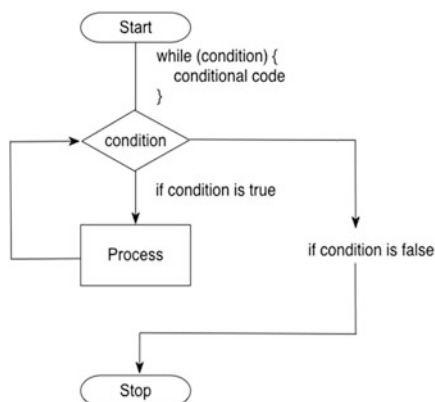 Start
while (condition) {
conditional code
}
condition
if condition is true
Process
if condition is false
Stop